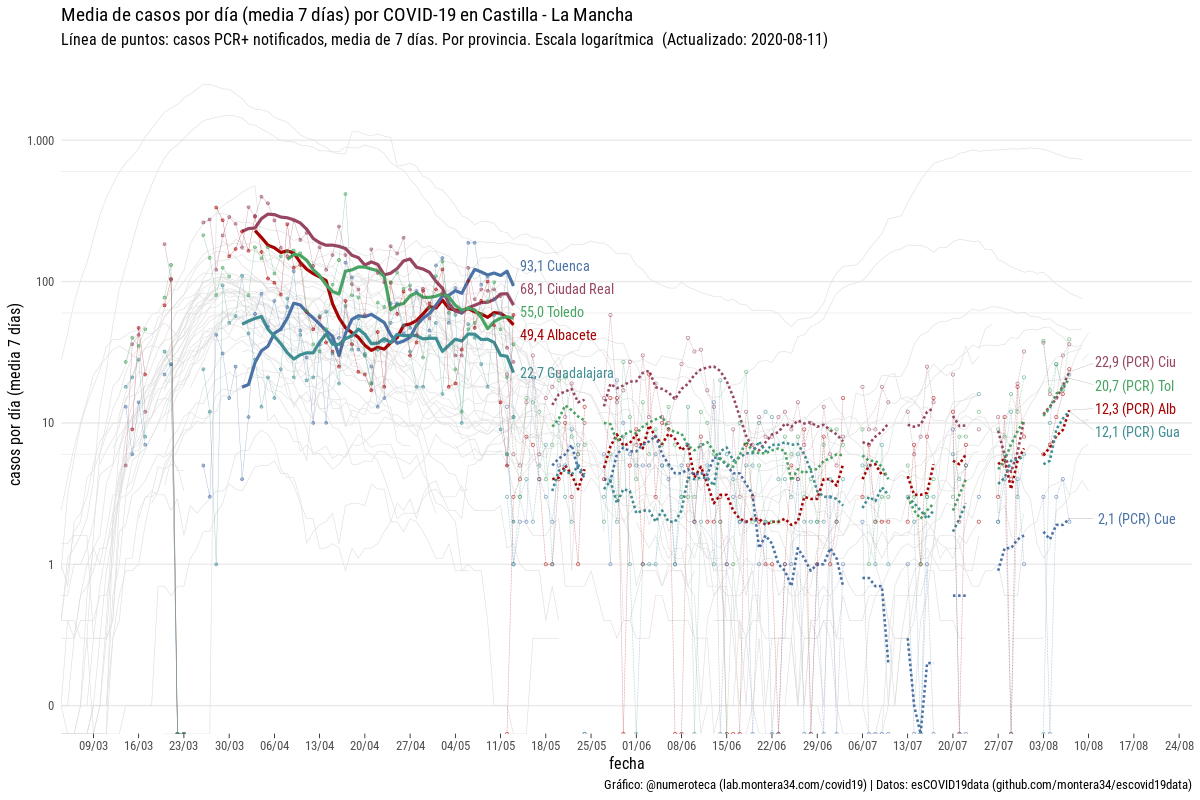 Media de casos por día (media 7 días) por COVID-19 en Castilla - La Mancha
Línea de puntos: casos PCR+ notificados, media de 7 días. Por provincia. Escala logarítmica (Actualizado: 2020-08-11)
casos por día (media 7 días)
1.000
100
10
1
0
93,1 Cuenca
68,1 Ciudad Real
55,0 Toledo
49,4 Albacete
22,7 Guadalajara
22,9 (PCR) Ciu
20,7 (PCR) Tol
12,3 (PCR) Alb
12,1 (PCR) Gua
2,1 (PCR) Cue
09/03 16/03 23/03 30/03 06/04 13/04 20/04 27/04 04/05 11/05 18/05 25/05 01/06 08/06 15/06 22/06 29/06 06/07 13/07 20/07 27/07 03/08 10/08 17/08 24/08
fecha
Gráfico: @numeroteca (lab.montera34.com/covid19) | Datos: esCOVID19data (github.com/montera34/escovid19data)